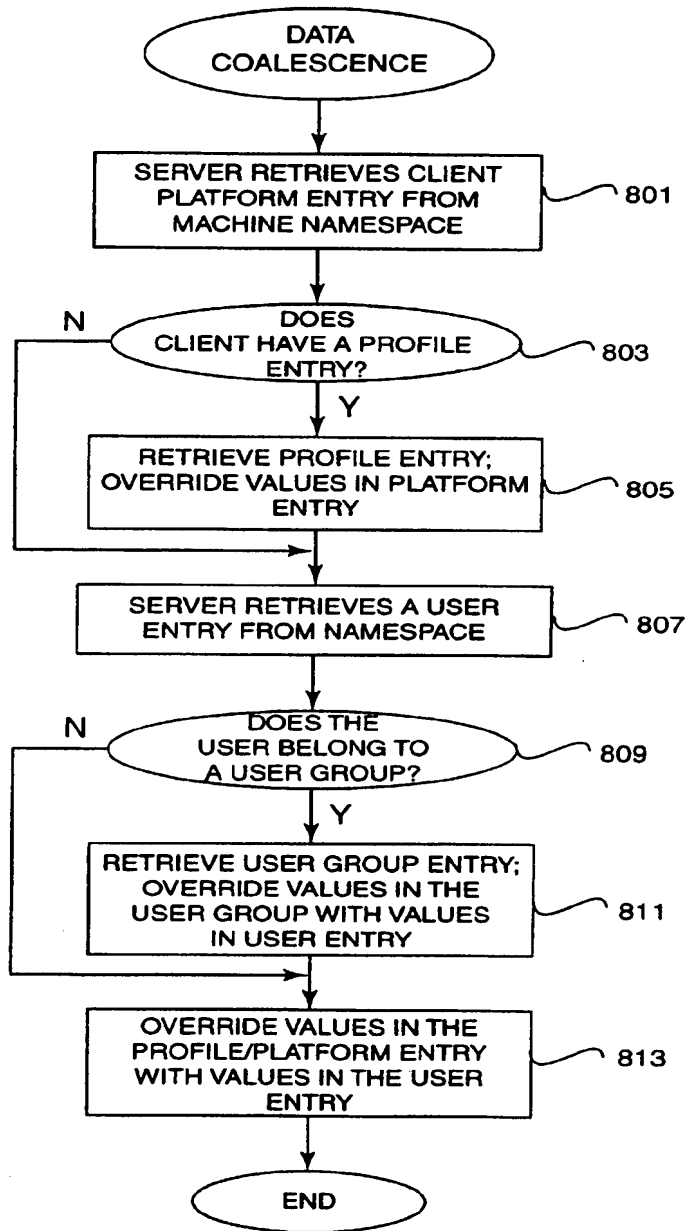 DATA
COALESCENCE
SERVER RETRIEVES CLIENT
PLATFORM ENTRY FROM
MACHINE NAMESPACE
801
DOES
CLIENT HAVE A PROFILE
ENTRY?
803
N
Y
RETRIEVE PROFILE ENTRY;
OVERRIDE VALUES IN PLATFORM
ENTRY
805
SERVER RETRIEVES A USER
ENTRY FROM NAMESPACE
807
DOES THE
USER BELONG TO
A USER GROUP?
809
N
Y
RETRIEVE USER GROUP ENTRY;
OVERRIDE VALUES IN THE
USER GROUP WITH VALUES
IN USER ENTRY
811
OVERRIDE VALUES IN THE
PROFILE/PLATFORM ENTRY
WITH VALUES IN THE USER
ENTRY
813
END